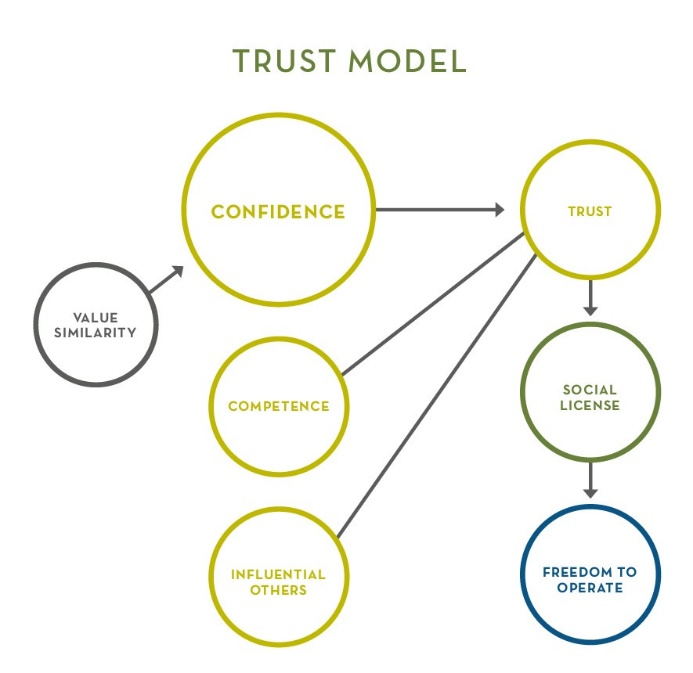 TRUST MODEL
CONFIDENCE
TRUST
VALUE
SIMILARITY
COMPETENCE
SOCIAL
LICENSE
INFLUENTIAL
OTHERS
FREEDOM TO
OPERATE